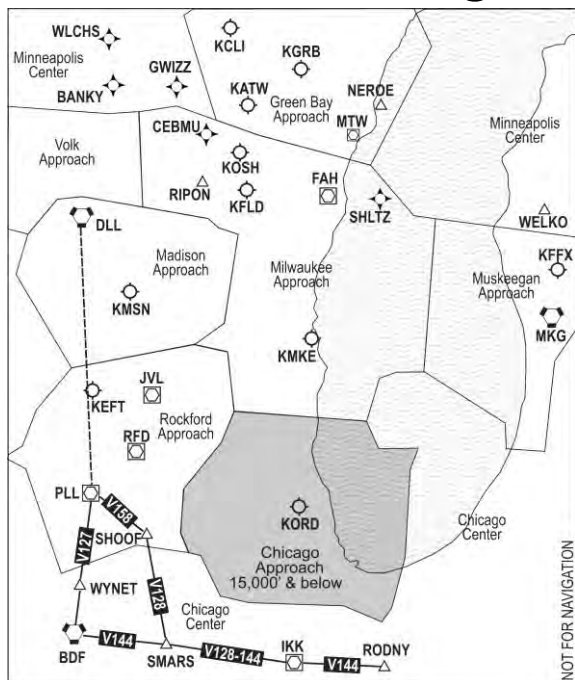 WLCHS
KCLI
KGRB
Minneapolis
Center
GWIZZ
KATW
NEROE
BANKY
Green Bay
Approach
MTW
Minneapolis
Center
CEBMU
Volk
Approach
KOSH
RIPON
KFLD
FAH
SHLTZ
DLL
WELKO
Madison
Approach
Milwaukee
Approach
KFFX
Muskeegan
Approach
KMSN
MKG
KMKE
JVL
KEFT
Rockford
Approach
RFD
PLL
V158
KORD
SHOOF
V127
Chicago
Approach
15,000' & below
Chicago
Center
WYNET
V128
Chicago
Center
BDF
V144
SMARS
V128-144
IKK
V144
RODNY
NOT FOR NAVIGATION